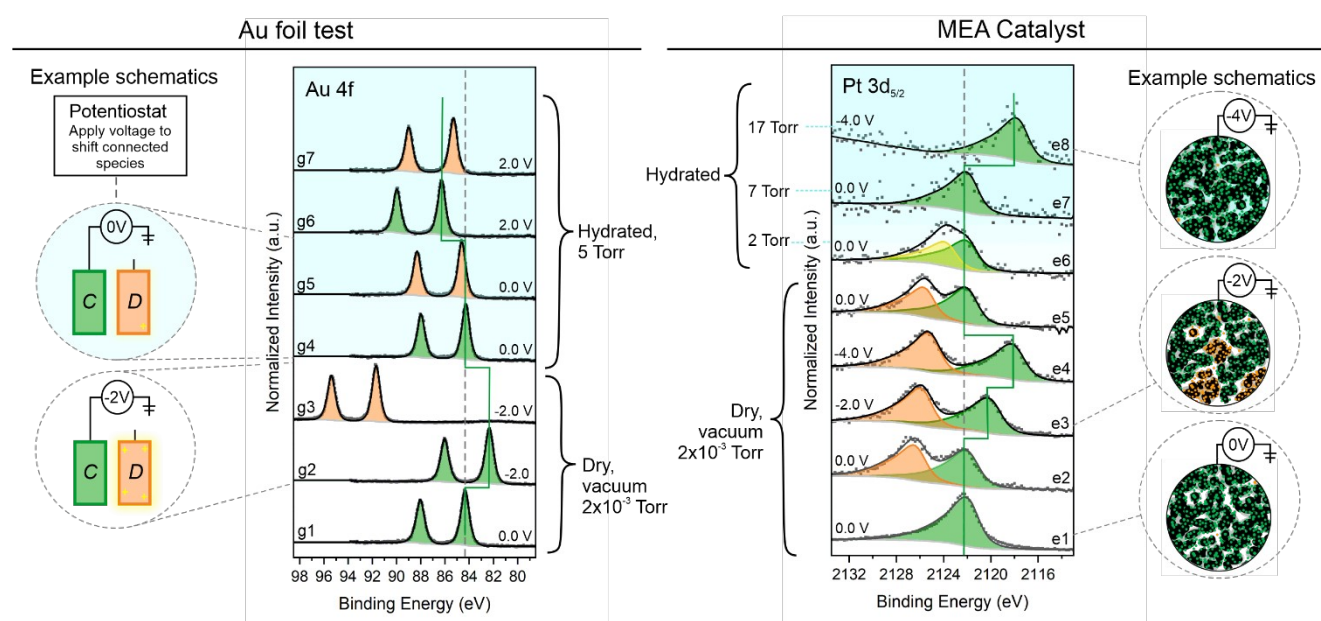 Au foil test
Example schematics
Potentiostat
Apply voltage to
shift connected
species
0V
C
D
-2V
C
D
Au 4f
g7
2.0 V
g6
2.0 V
g5
0.0 V
g4
0.0 V
g3
-2.0 V
g2
-2.0
g1
0.0 V
Normalized Intensity (a.u.)
98 96 94 92 90 88 86 84 82 80
Binding Energy (eV)
Hydrated,
5 Torr
Dry,
vacuum
2x10⁻³ Torr
MEA Catalyst
Hydrated
17 Torr
7 Torr
2 Torr
Dry,
vacuum
2x10⁻³ Torr
Pt 3d₅/₂
-4.0 V
e8
0.0 V
e7
0.0 V
e6
0.0 V
e5
-4.0 V
e4
-2.0 V
e3
0.0 V
e2
0.0 V
e1
Normalized Intensity (a.u.)
2132 2128 2124 2120 2116
Binding Energy (eV)
Example schematics
-4V
-2V
0V